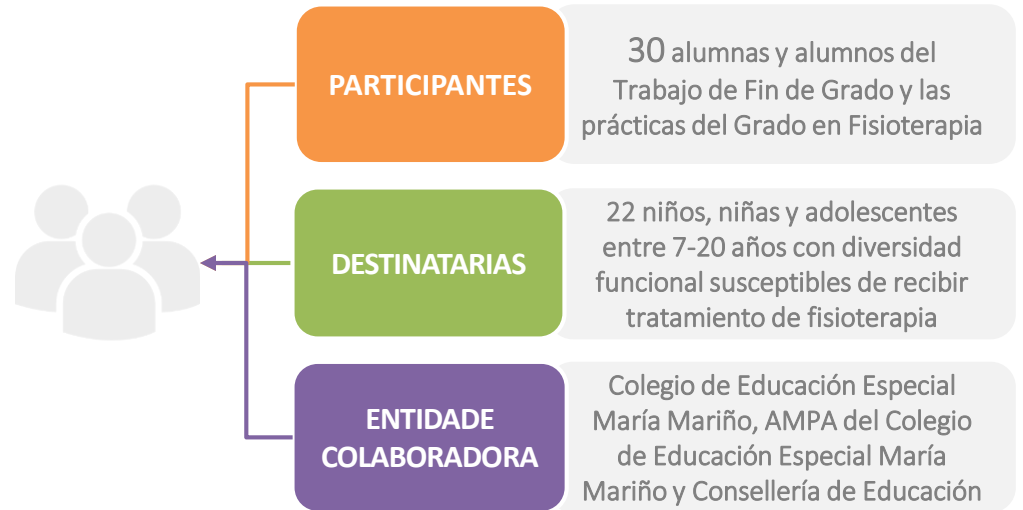 PARTICIPANTES
30 alumnas y alumnos del
Trabajo de Fin de Grado y las
prácticas del Grado en Fisioterapia
DESTINATARIAS
22 niños, niñas y adolescentes
entre 7-20 años con diversidad
funcional susceptibles de recibir
tratamiento de fisioterapia
ENTIDADE
COLABORADORA
Colegio de Educación Especial
María Mariño, AMPA del Colegio
de Educación Especial María
Mariño y Consellería de Educación